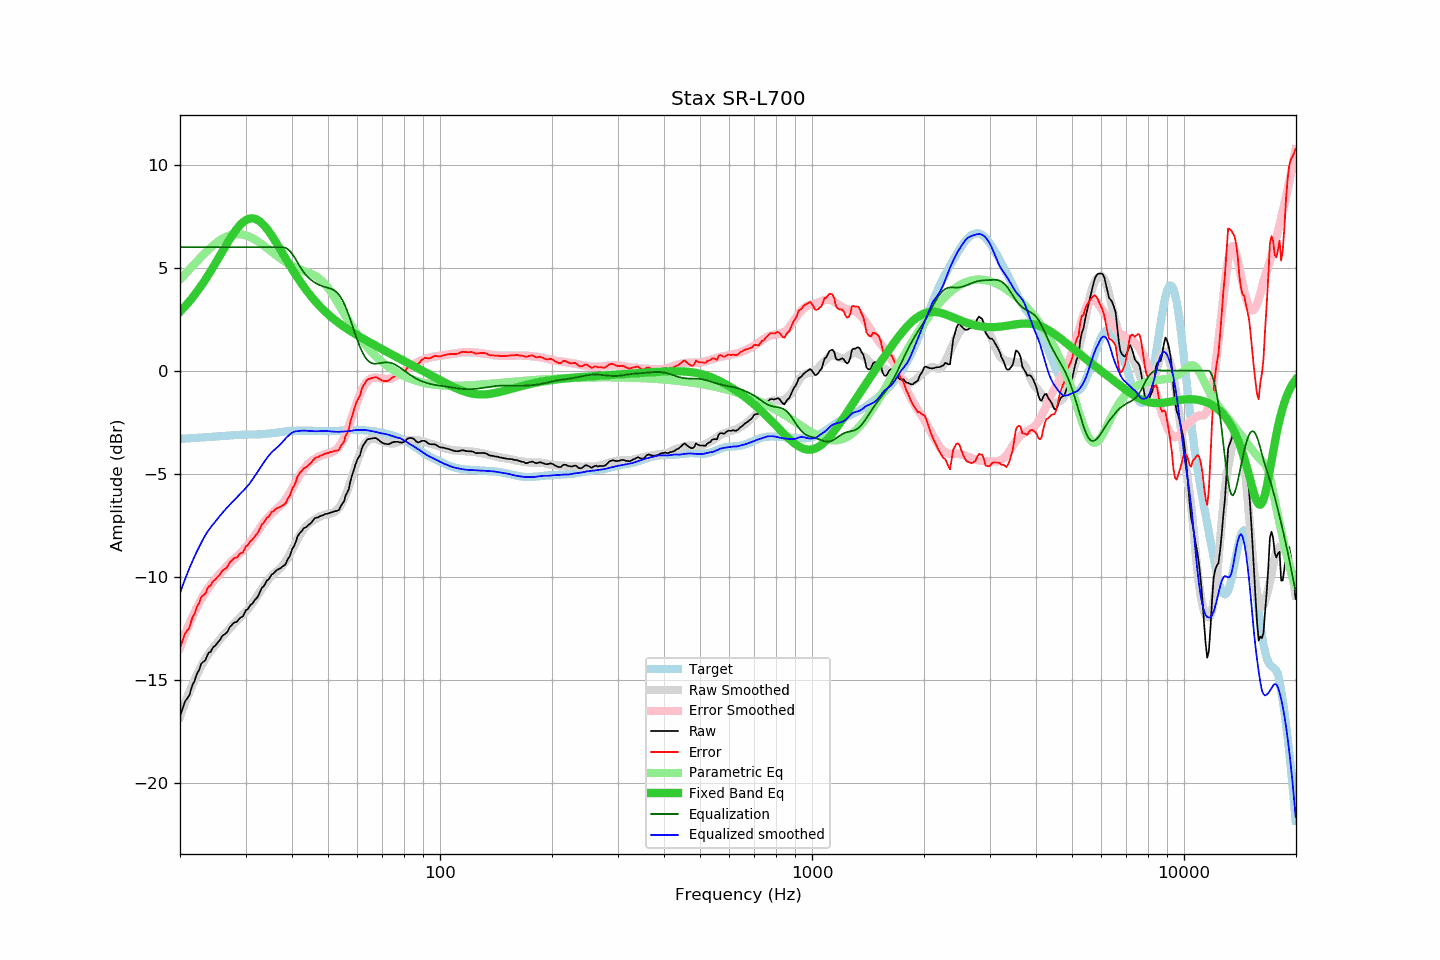 Stax SR-L700
10
5
0
−5
−10
−15
−20
Amplitude (dBr)
Target
Raw Smoothed
Error Smoothed
Raw
Error
Parametric Eq
Fixed Band Eq
Equalization
Equalized smoothed
100
1000
10000
Frequency (Hz)